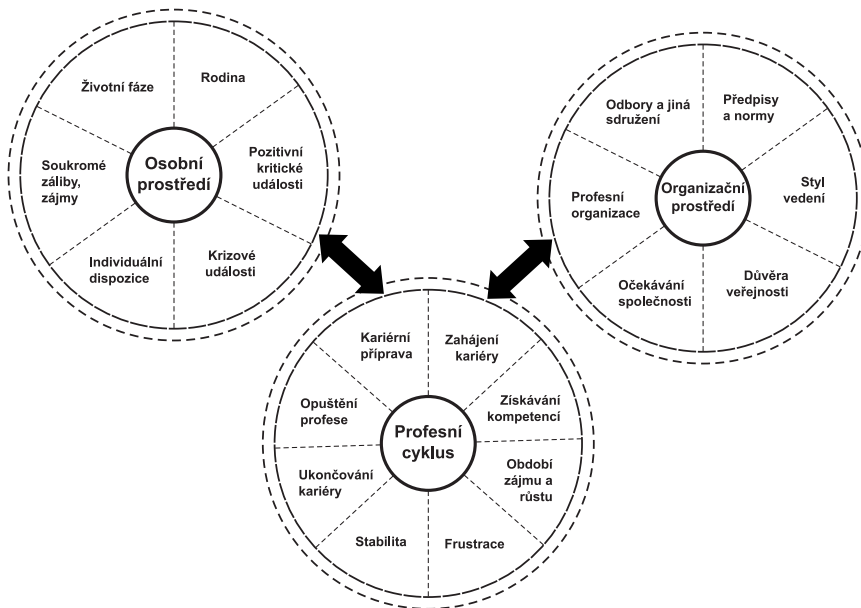 Životní fáze
Rodina
Soukromé
záliby,
zájmy
Osobní
prostředí
Pozitivní
kritické
události
Individuální
dispozice
Krizové
události
Odbory a jiná
sdružení
Předpisy
a normy
Profesní
organizace
Organizační
prostředí
Styl
vedení
Očekávání
společnosti
Důvěra
veřejnosti
Kariérní
příprava
Zahájení
kariéry
Opuštění
profese
Získávání
kompetencí
Profesní
cyklus
Ukončování
kariéry
Období
zájmu a
růstu
Stabilita
Frustrace